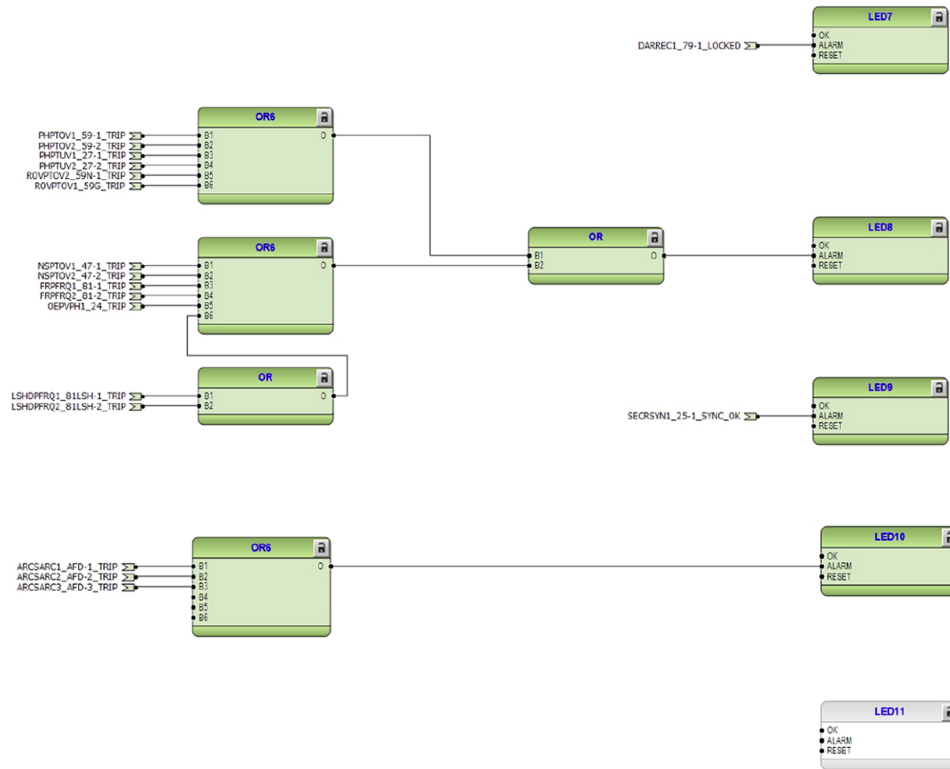 LED7
OK
DARREC1_79-1_LOCKED
ALARM
RESET
OR6
PHPTOV1_59-1_TRIP
B1
O
PHPTOV2_59-2_TRIP
B2
PHPTUV1_27-1_TRIP
B3
PHPTUV2_27-2_TRIP
B4
ROVPTOV2_59N-1_TRIP
B5
ROVPTOV1_59G_TRIP
B6
OR
B1
O
B2
LED8
OK
ALARM
RESET
OR6
NSPTOV1_47-1_TRIP
B1
O
NSPTOV2_47-2_TRIP
B2
FRPFRQ1_81-1_TRIP
B3
FRPFRQ2_81-2_TRIP
B4
OEPVPH1_24_TRIP
B5
B6
OR
LSHDPFRQ1_81LSH-1_TRIP
B1
O
LSHDPFRQ2_81LSH-2_TRIP
B2
LED9
OK
SECRSYN1_25-1_SYNC_OK
ALARM
RESET
OR6
ARCSARC1_AFD-1_TRIP
B1
O
ARCSARC2_AFD-2_TRIP
B2
ARCSARC3_AFD-3_TRIP
B3
B4
B5
B6
LED10
OK
ALARM
RESET
LED11
OK
ALARM
RESET